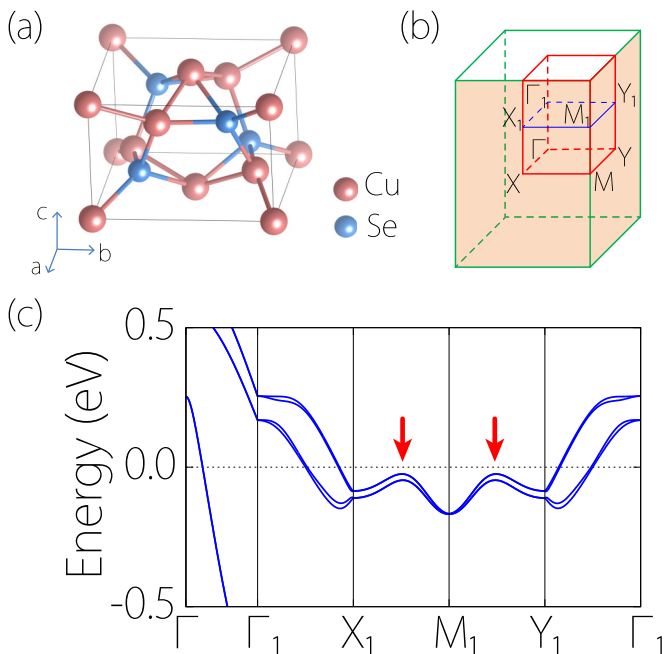 (a)
Cu
Se
c
a
b
(b)
Γ1
Y1
X1
M1
Γ
Y
X
M
(c)
Energy (eV)
0.5
0.0
-0.5
Γ
Γ1
X1
M1
Y1
Γ1